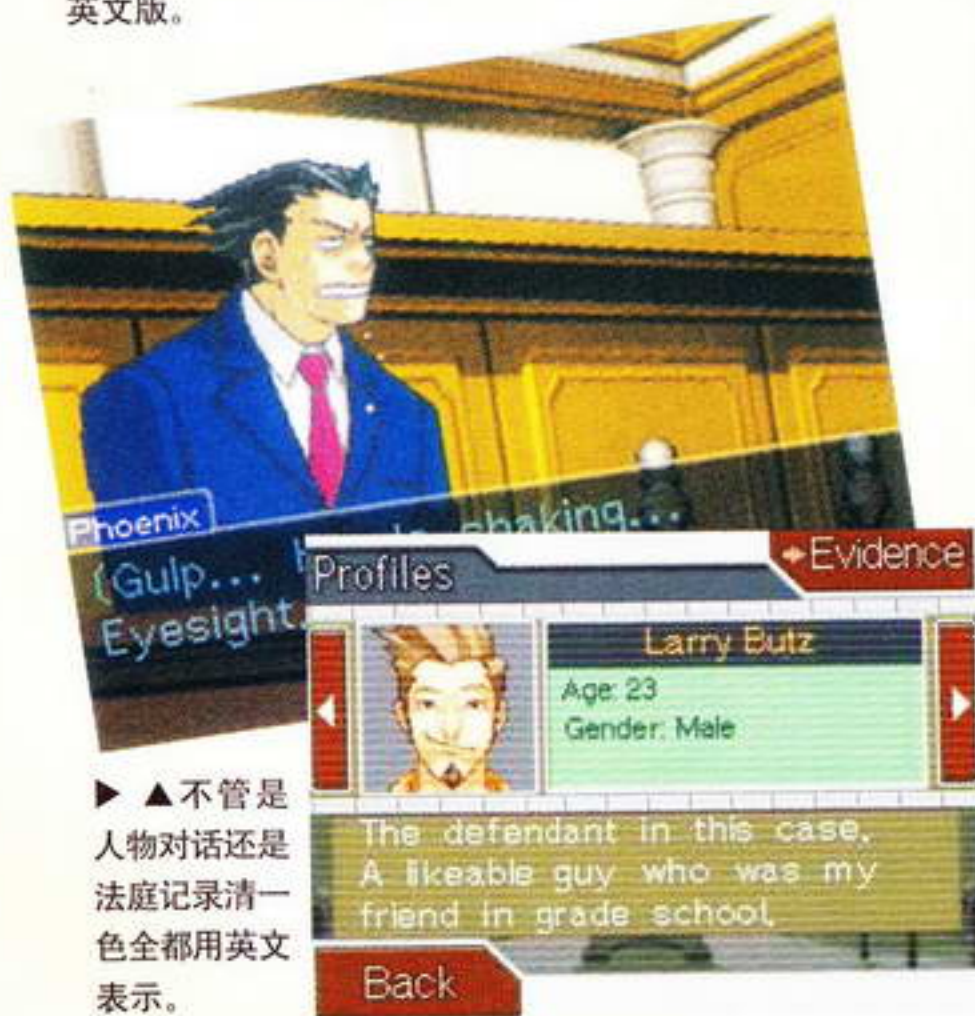 英文版。
Phoenix
(Gulp... shaking...
Eyesight
Profiles
Evidence
Larry Butz
Age: 23
Gender: Male
The defendant in this case.
A likeable guy who was my
friend in grade school.
Back
▶ ▲不管是
人物对话还是
法庭记录清一
色全都用英文
表示。